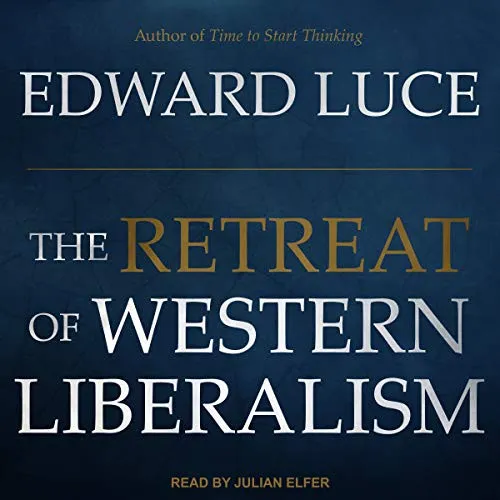 Author of Time to Start Thinking
EDWARD LUCE
THE RETREAT
OF WESTERN
LIBERALISM
READ BY JULIAN ELFER